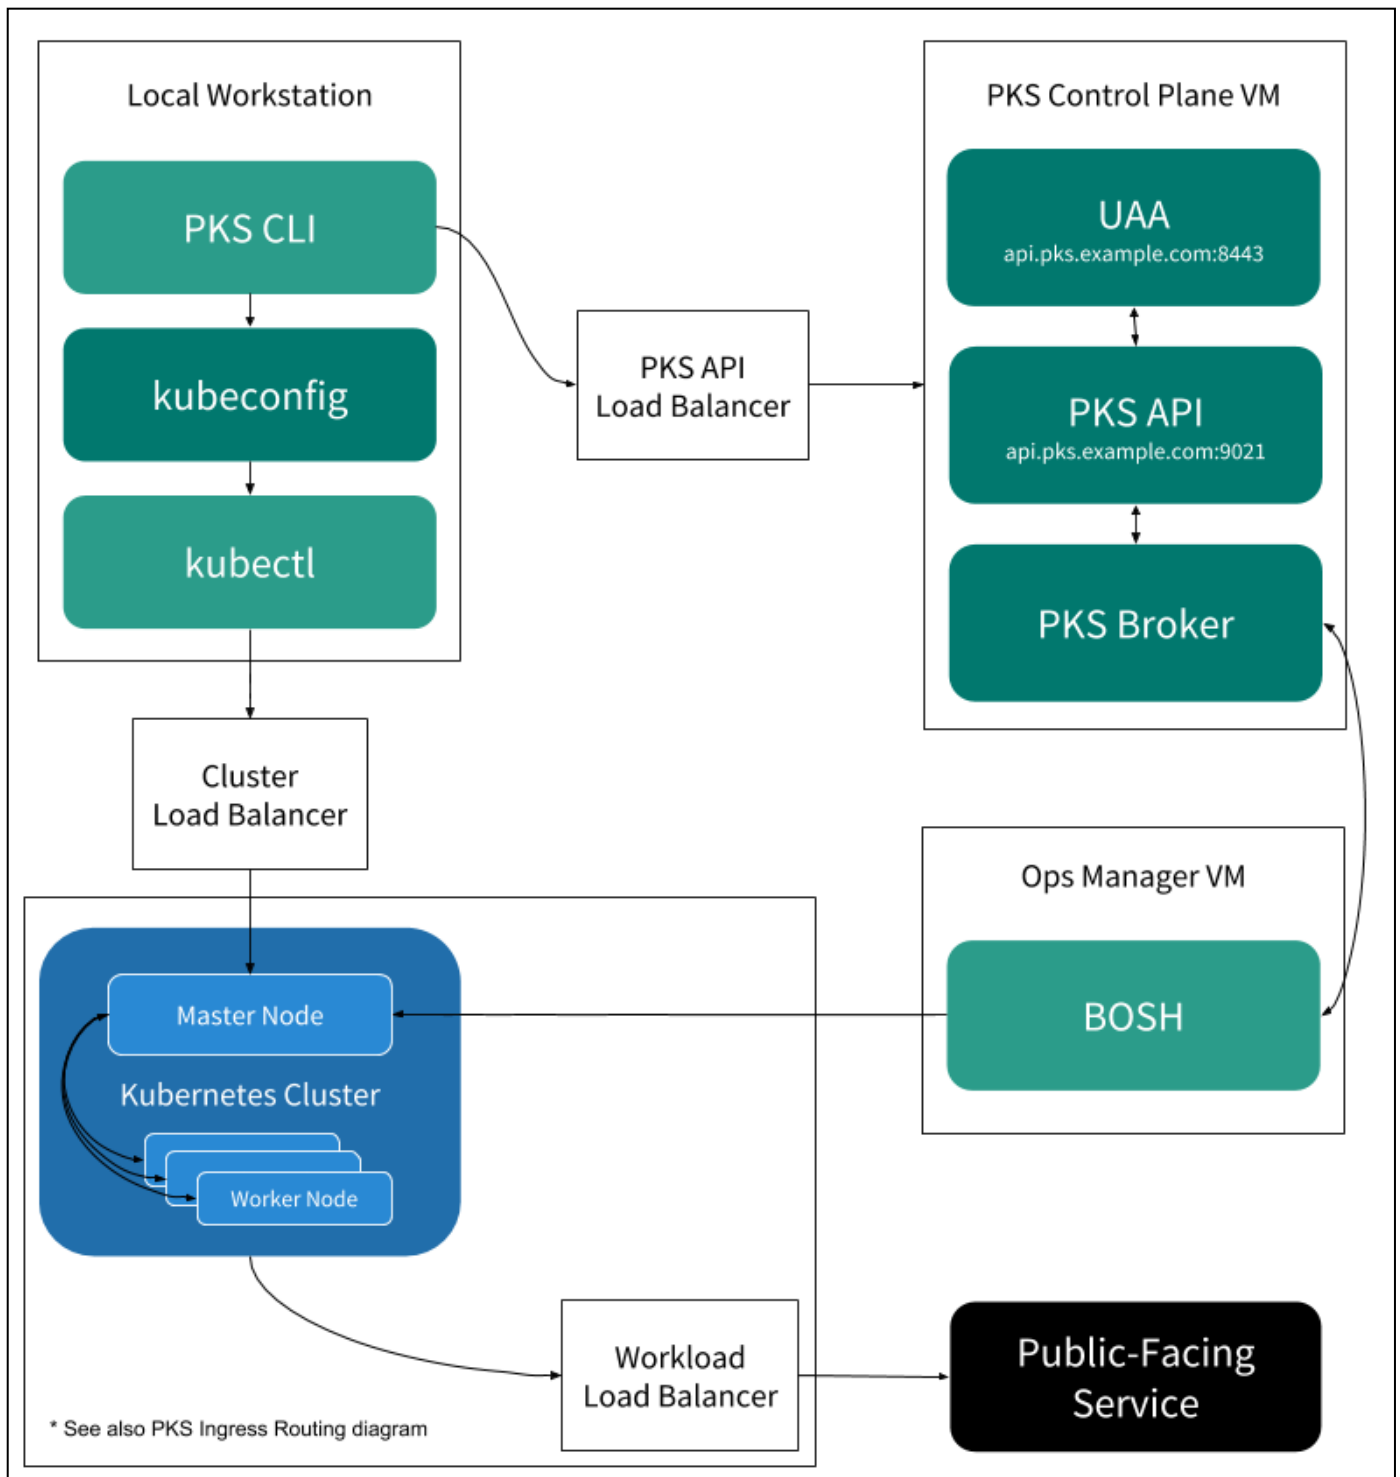 Local Workstation
PKS CLI
kubeconfig
kubectl
PKS API
Load Balancer
PKS Control Plane VM
UAA
api.pks.example.com:8443
PKS API
api.pks.example.com:9021
PKS Broker
Cluster
Load Balancer
Ops Manager VM
BOSH
Master Node
Kubernetes Cluster
Worker Node
Workload
Load Balancer
Public-Facing
Service
* See also PKS Ingress Routing diagram